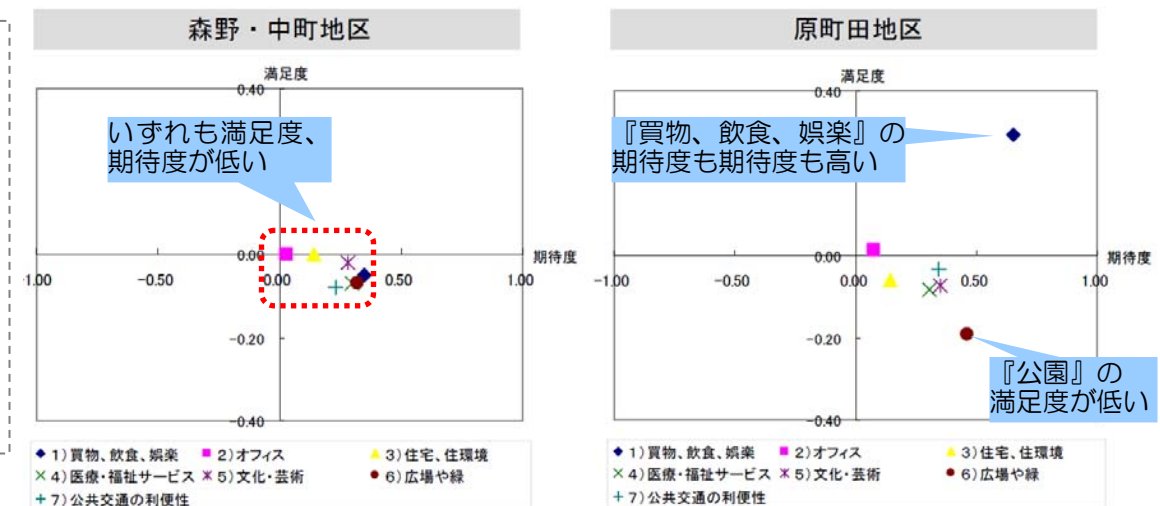 森野・中町地区
満足度
0.40
いずれも満足度、
期待度が低い
0.00
期待度
-1.00
-0.50
0.00
0.50
1.00
-0.20
-0.40
◆ 1)買物、飲食、娯楽 ■ 2)オフィス ▲ 3)住宅、住環境
× 4)医療・福祉サービス ＊ 5)文化・芸術 ● 6)広場や緑
＋ 7)公共交通の利便性
原町田地区
満足度
0.40
『買物、飲食、娯楽』の
期待度も期待度も高い
0.00
期待度
-1.00
-0.50
0.00
0.50
1.00
-0.20
『公園』の
満足度が低い
-0.40
◆ 1)買物、飲食、娯楽 ■ 2)オフィス ▲ 3)住宅、住環境
× 4)医療・福祉サービス ＊ 5)文化・芸術 ● 6)広場や緑
＋ 7)公共交通の利便性